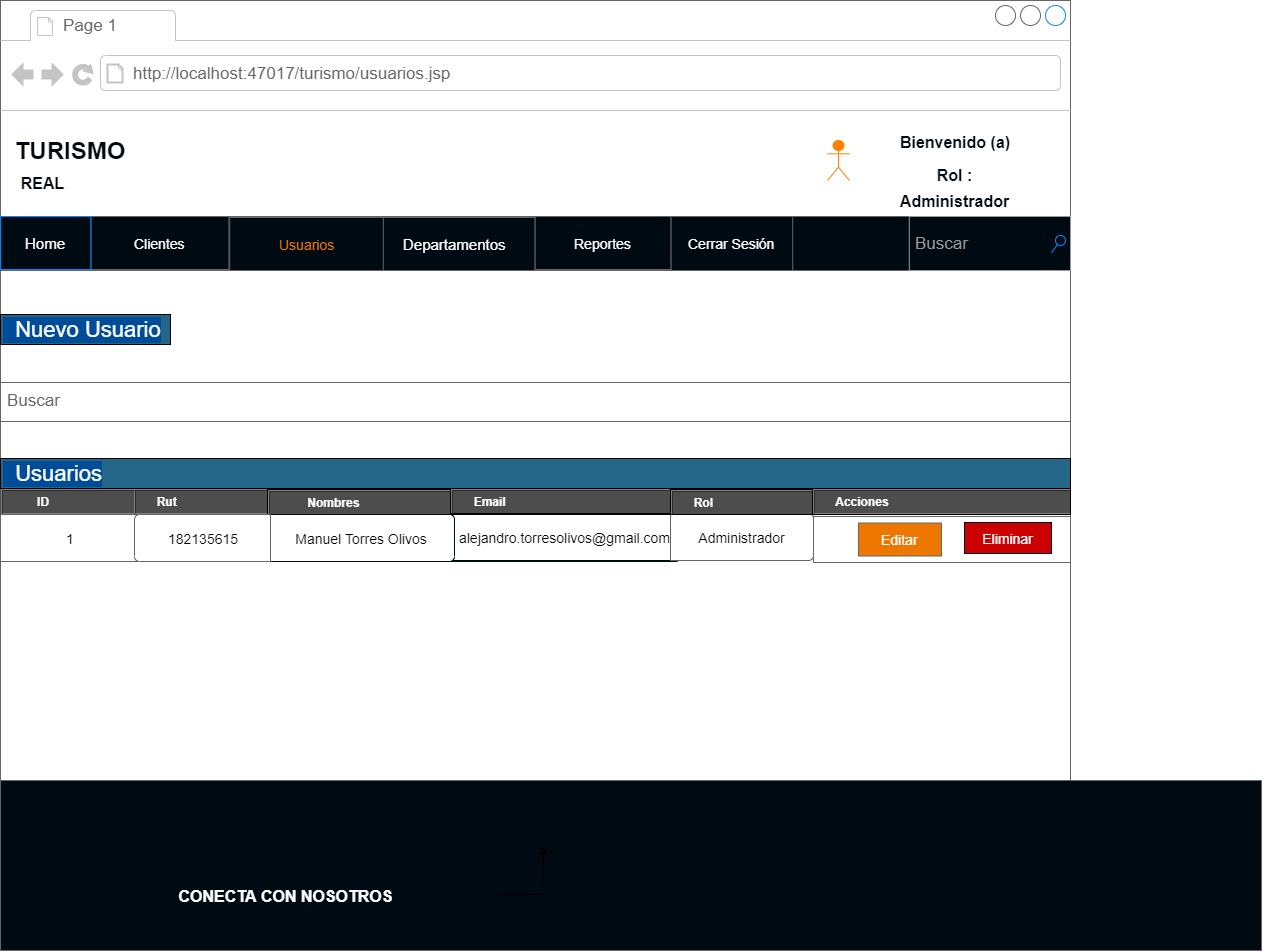 Page 1
http://localhost:47017/turismo/usuarios.jsp
TURISMO
REAL
Bienvenido (a)
Rol :
Administrador
Home Clientes Usuarios Departamentos Reportes Cerrar Sesión Buscar
Nuevo Usuario
Buscar
Usuarios
ID Rut Nombres Email Rol Acciones
1 182135615 Manuel Torres Olivos alejandro.torresolivos@gmail.com Administrador Editar Eliminar
CONECTA CON NOSOTROS